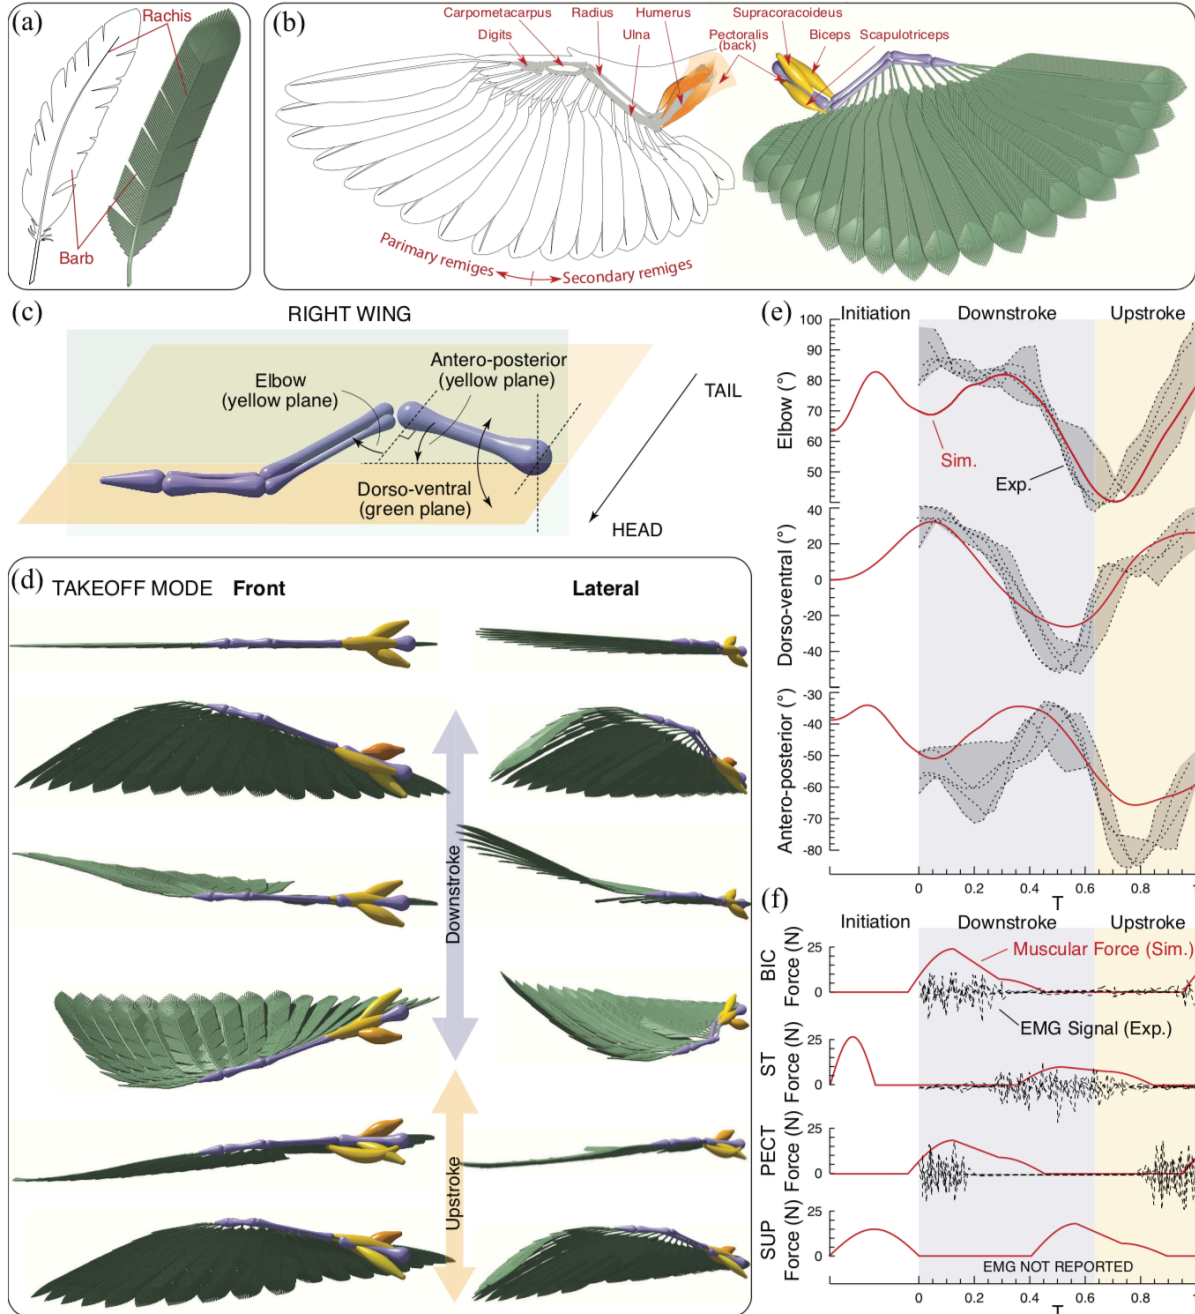 (a)
Rachis
Barb
(b)
Carpometacarpus
Radius
Humerus
Supracoracoideus
Digits
Ulna
Pectoralis
(back)
Biceps
Scapulotriceps
Parimary remiges
Secondary remiges
(c)
RIGHT WING
Antero-posterior
(yellow plane)
Elbow
(yellow plane)
TAIL
Dorso-ventral
(green plane)
HEAD
(d)
TAKEOFF MODE Front
Lateral
Downstroke
Upstroke
(e)
Initiation
Downstroke
Upstroke
Elbow (°)
100
90
80
70
60
50
Sim.
Exp.
Dorso-ventral (°)
40
20
0
-20
-40
Antero-posterior (°)
-30
-40
-50
-60
-70
-80
0
0.2
0.4
0.6
0.8
1
T
(f)
Initiation
Downstroke
Upstroke
BIC
Force (N)
25
0
Muscular Force (Sim.)
EMG Signal (Exp.)
ST
Force (N)
25
0
PECT
Force (N)
25
0
SUP
Force (N)
25
0
EMG NOT REPORTED
0
0.2
0.4
0.6
0.8
1
T